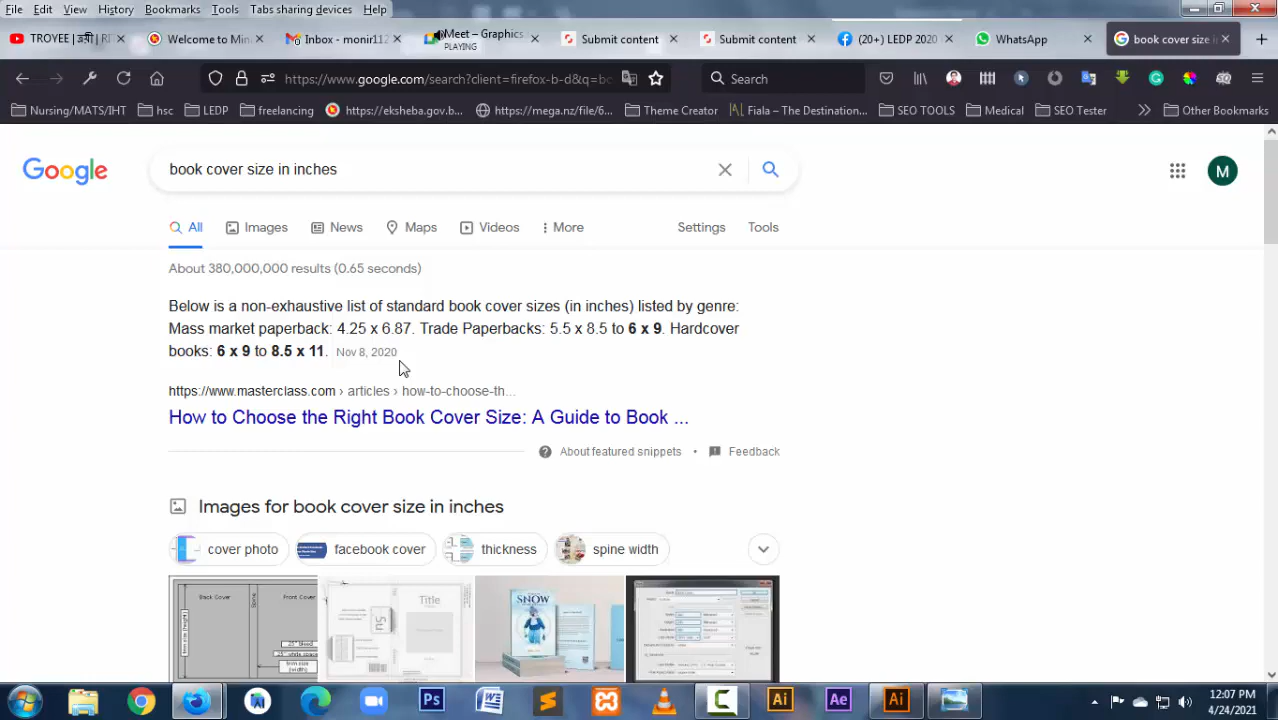 File Edit View History Bookmarks Tools Tabs sharing devices Help
Welcome to Min
Inbox - monir112
Meet – Graphics
PLAYING
Submit content
Submit content
(20+) LEDP 2020
WhatsApp
book cover size i
https://www.google.com/search?client=firefox-b-d&q=bo
Search
Nursing/MATS/IHT hsc LEDP freelancing https://eksheba.gov.b... https://mega.nz/file/6... Theme Creator Fiala – The Destination... SEO TOOLS Medical SEO Tester Other Bookmarks
Google
book cover size in inches
M
All Images News Maps Videos More Settings Tools
About 380,000,000 results (0.65 seconds)
Below is a non-exhaustive list of standard book cover sizes (in inches) listed by genre:
Mass market paperback: 4.25 x 6.87. Trade Paperbacks: 5.5 x 8.5 to 6 x 9. Hardcover
books: 6 x 9 to 8.5 x 11. Nov 8, 2020
https://www.masterclass.com › articles › how-to-choose-th...
How to Choose the Right Book Cover Size: A Guide to Book ...
About featured snippets • Feedback
Images for book cover size in inches
cover photo
facebook cover
thickness
spine width
Back Cover
Spine
Front Cover
Title
SNOW
Ps
Ai
Ae
Ai
12:07 PM
4/24/2021